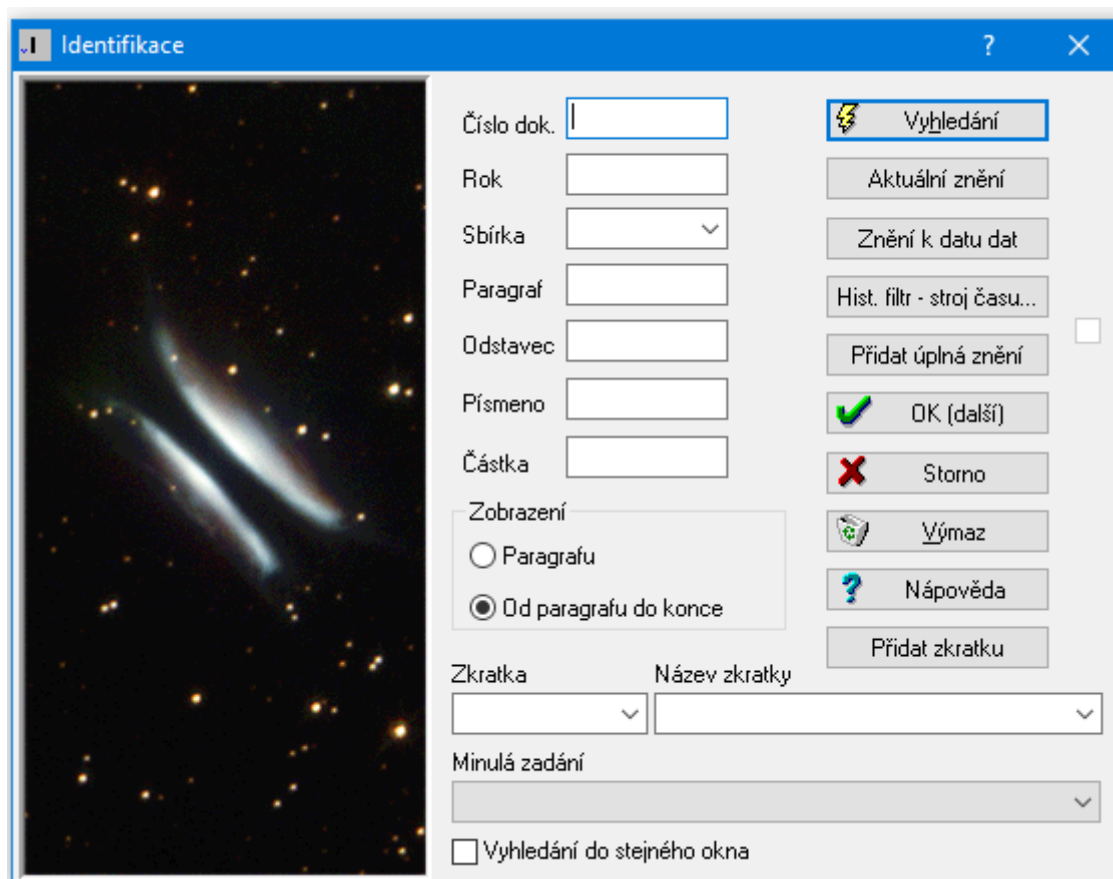 Identifikace
Číslo dok.
Rok
Sbírka
Paragraf
Odstavec
Písmeno
Částka
Zobrazení
Paragrafu
Od paragrafu do konce
Vyhledání
Aktuální znění
Znění k datu dat
Hist. filtr - stroj času...
Přidat úplná znění
OK (další)
Storno
Výmaz
Nápověda
Přidat zkratku
Zkratka
Název zkratky
Minulá zadání
Vyhledání do stejného okna